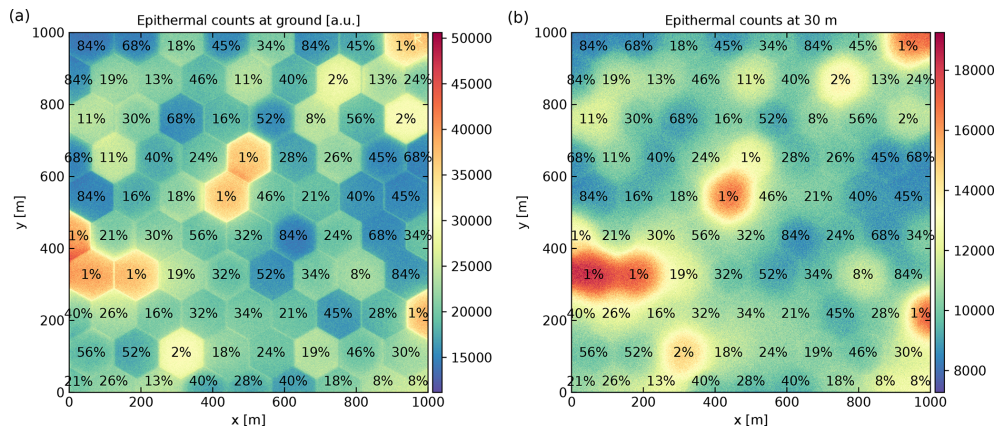 (a)
Epithermal counts at ground [a.u.]
1000
800
600
400
200
0
y [m]
84% 68% 18% 45% 34% 84% 45% 1%
84% 19% 13% 46% 11% 40% 2% 13% 24%
11% 30% 68% 16% 52% 8% 56% 2%
68% 11% 40% 24% 1% 28% 26% 45% 68%
84% 16% 18% 1% 46% 21% 40% 45%
1% 21% 30% 56% 32% 84% 24% 68% 34%
1% 1% 19% 32% 52% 34% 8% 84%
40% 26% 16% 32% 34% 21% 45% 28% 1%
56% 52% 2% 18% 24% 19% 46% 30%
21% 26% 13% 40% 28% 40% 18% 8% 8%
0 200 400 600 800 1000
x [m]
50000
45000
40000
35000
30000
25000
20000
15000
(b)
Epithermal counts at 30 m
1000
800
600
400
200
0
y [m]
84% 68% 18% 45% 34% 84% 45% 1%
84% 19% 13% 46% 11% 40% 2% 13% 24%
11% 30% 68% 16% 52% 8% 56% 2%
68% 11% 40% 24% 1% 28% 26% 45% 68%
84% 16% 18% 1% 46% 21% 40% 45%
1% 21% 30% 56% 32% 84% 24% 68% 34%
1% 1% 19% 32% 52% 34% 8% 84%
40% 26% 16% 32% 34% 21% 45% 28% 1%
56% 52% 2% 18% 24% 19% 46% 30%
21% 26% 13% 40% 28% 40% 18% 8% 8%
0 200 400 600 800 1000
x [m]
18000
16000
14000
12000
10000
8000